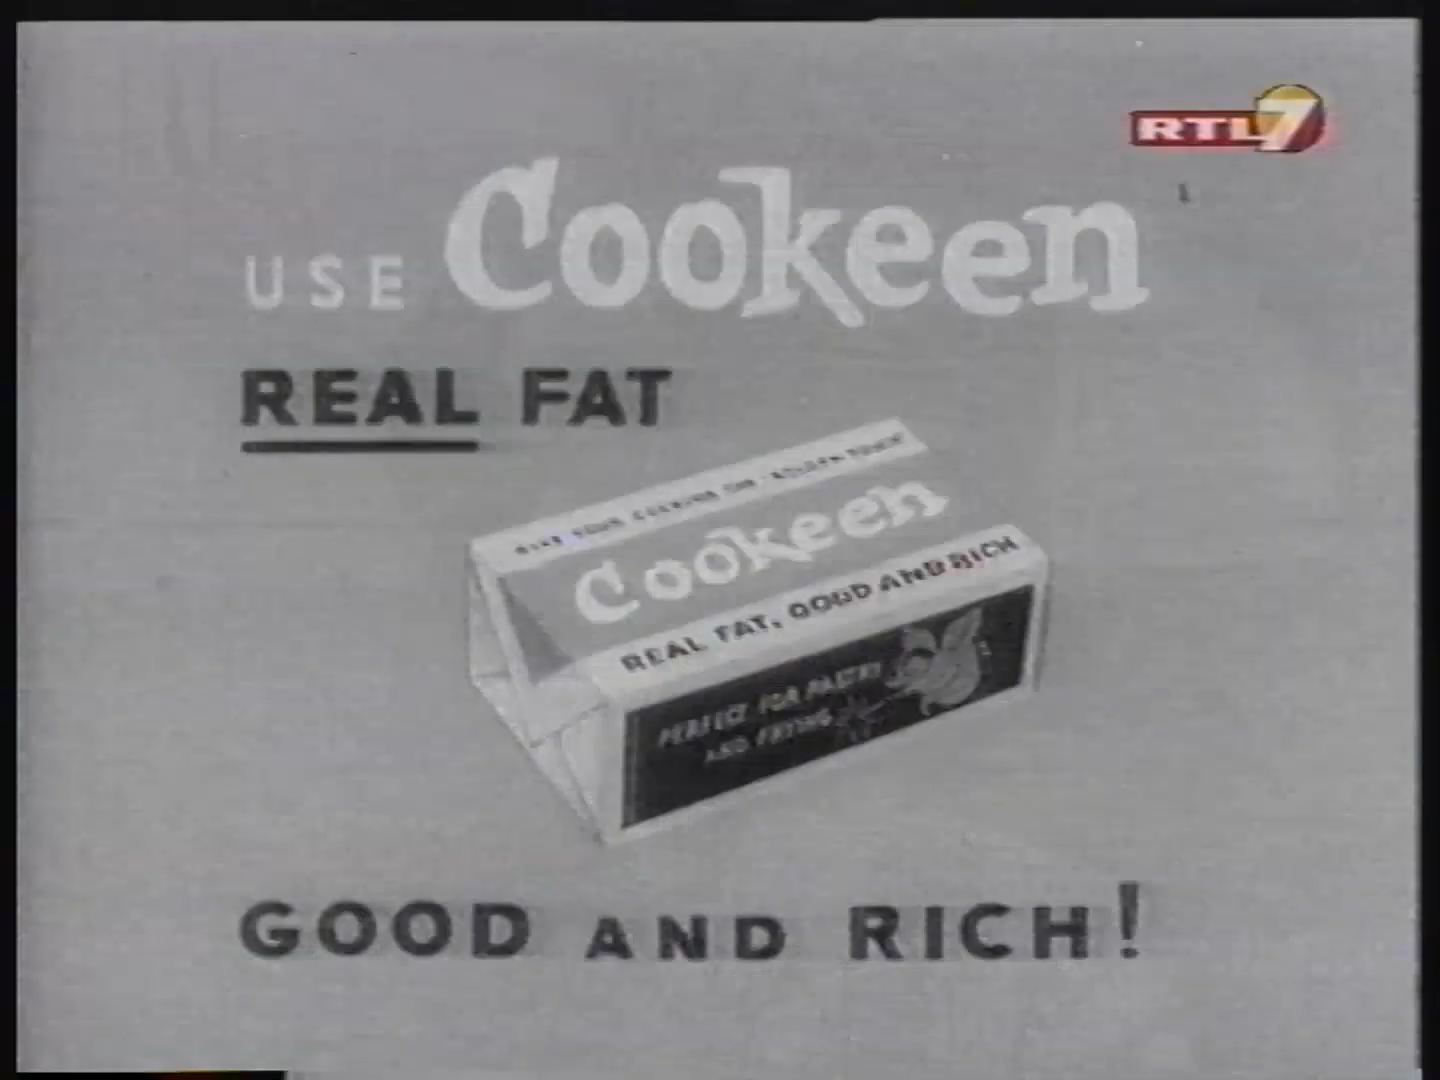 RTL7
USE Cookeen
REAL FAT
Cookeen
REAL FAT, GOOD AND RICH
PERFECT FOR PASTRY
AND FRYING
GOOD AND RICH!